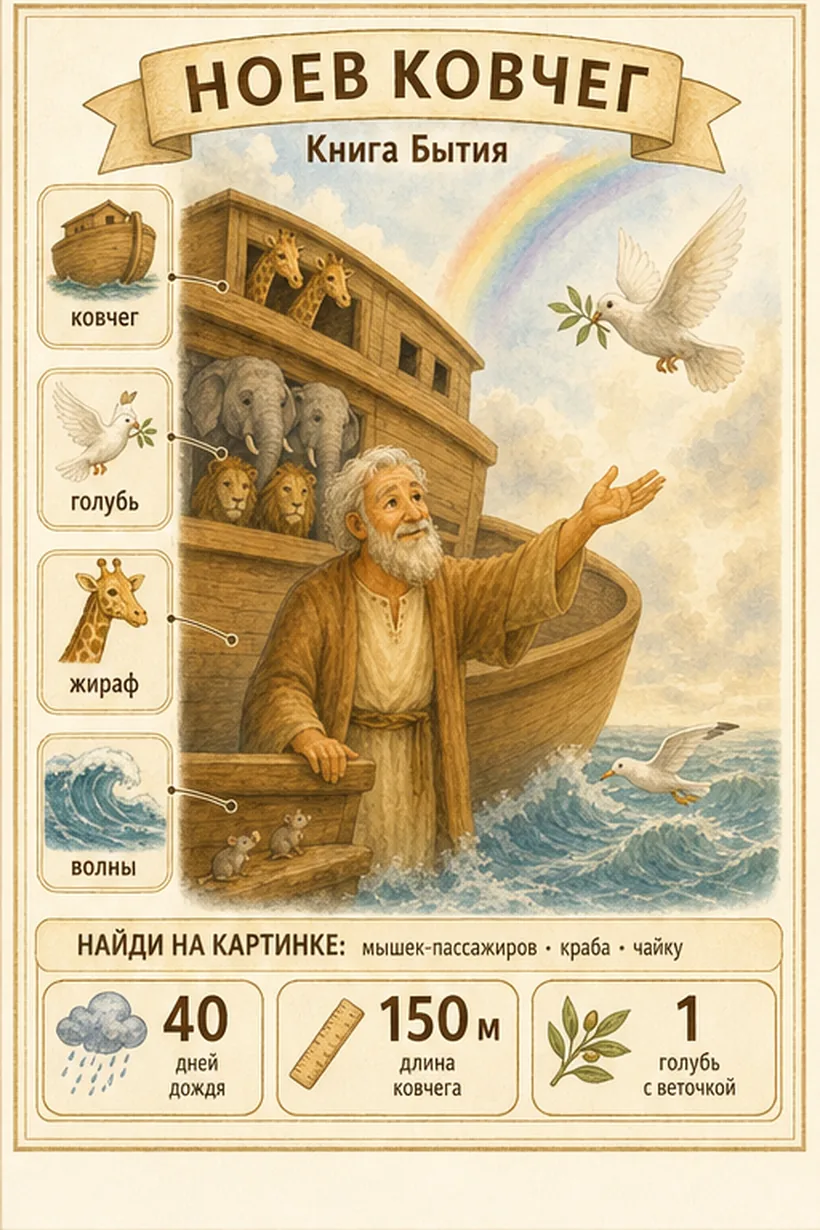 НОЕВ КОВЧЕГ
Книга Бытия
ковчег
голубь
жираф
волны
НАЙДИ НА КАРТИНКЕ: мышек-пассажиров • краба • чайку
40
дней
дождя
150 м
длина
ковчега
1
голубь
с веточкой